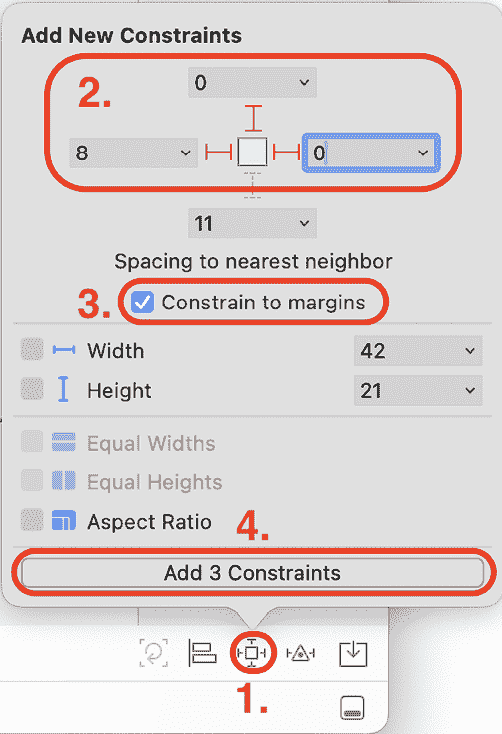 Add New Constraints
2.
0
8
0
11
Spacing to nearest neighbor
3.
Constrain to margins
Width 42
Height 21
Equal Widths
Equal Heights
Aspect Ratio
4.
Add 3 Constraints
1.